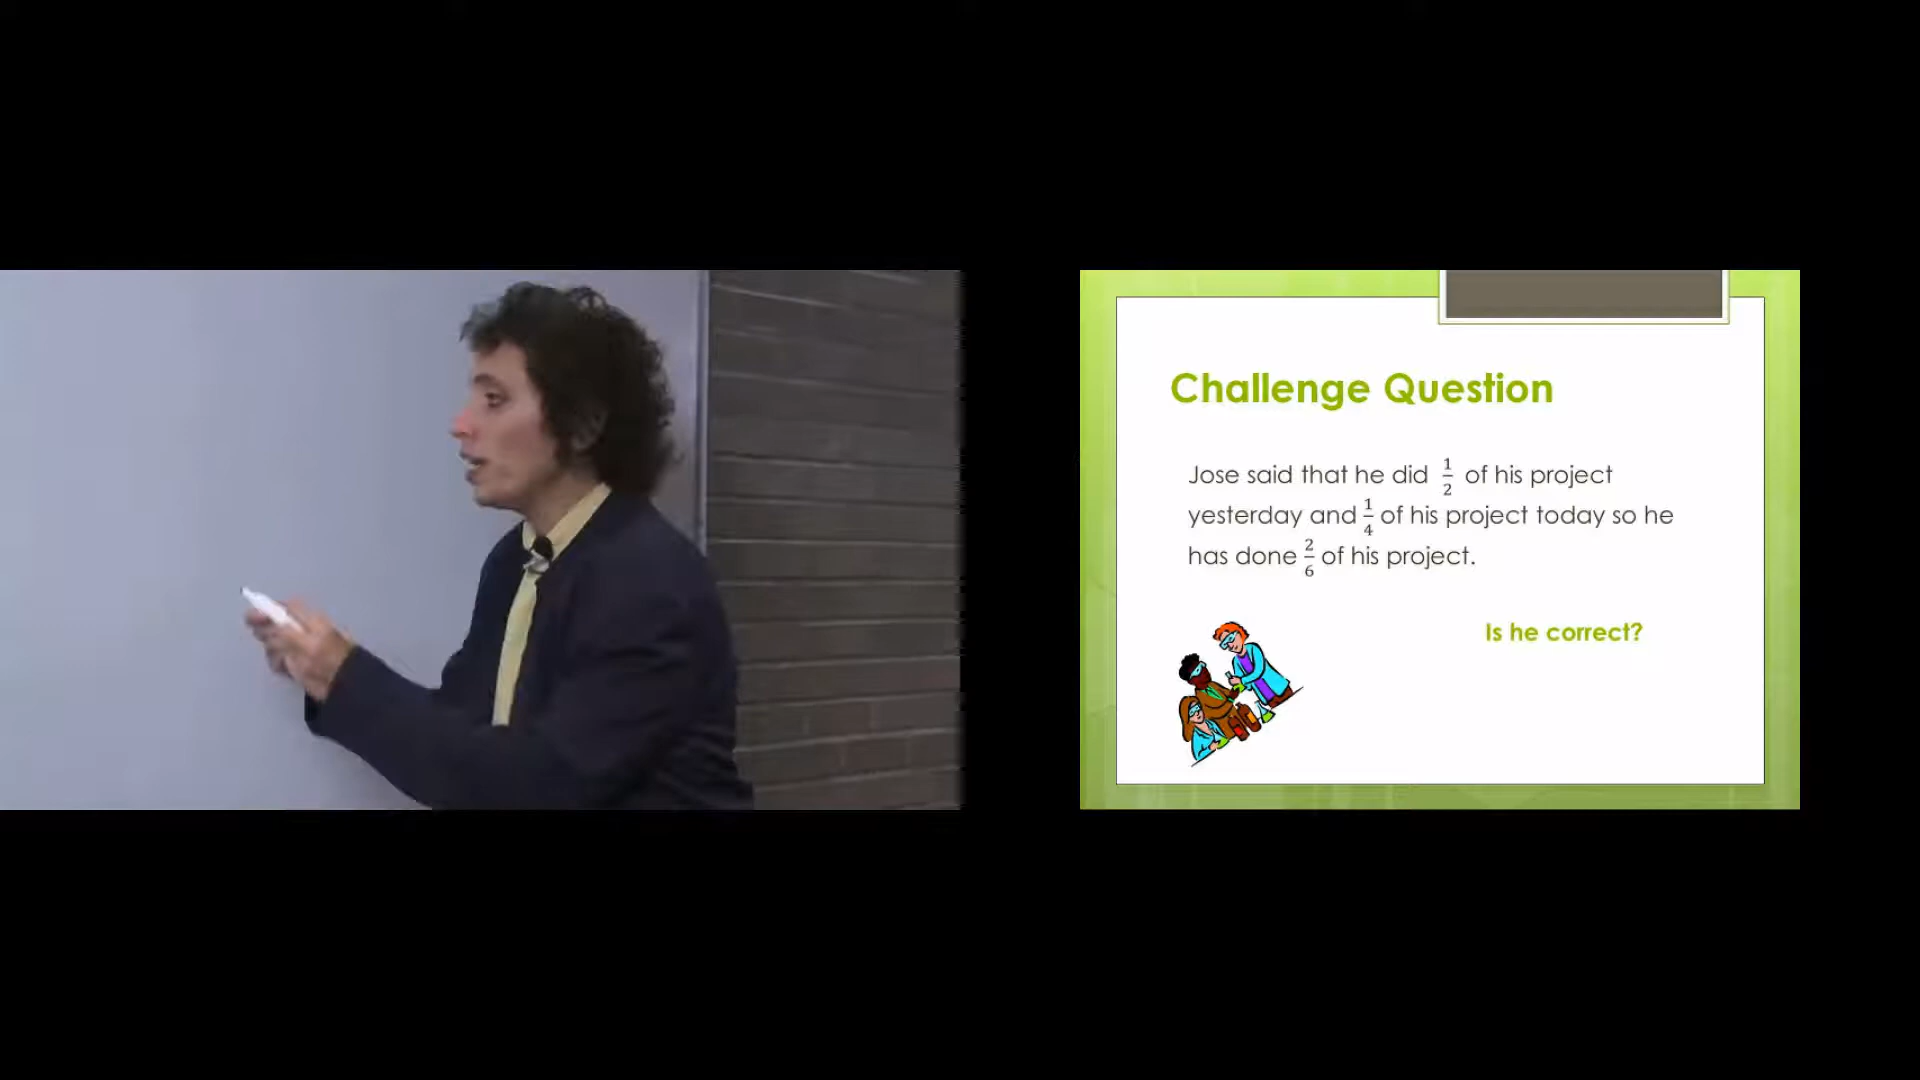 Challenge Question
Jose said that he did 1/2 of his project
yesterday and 1/4 of his project today so he
has done 2/6 of his project.
Is he correct?